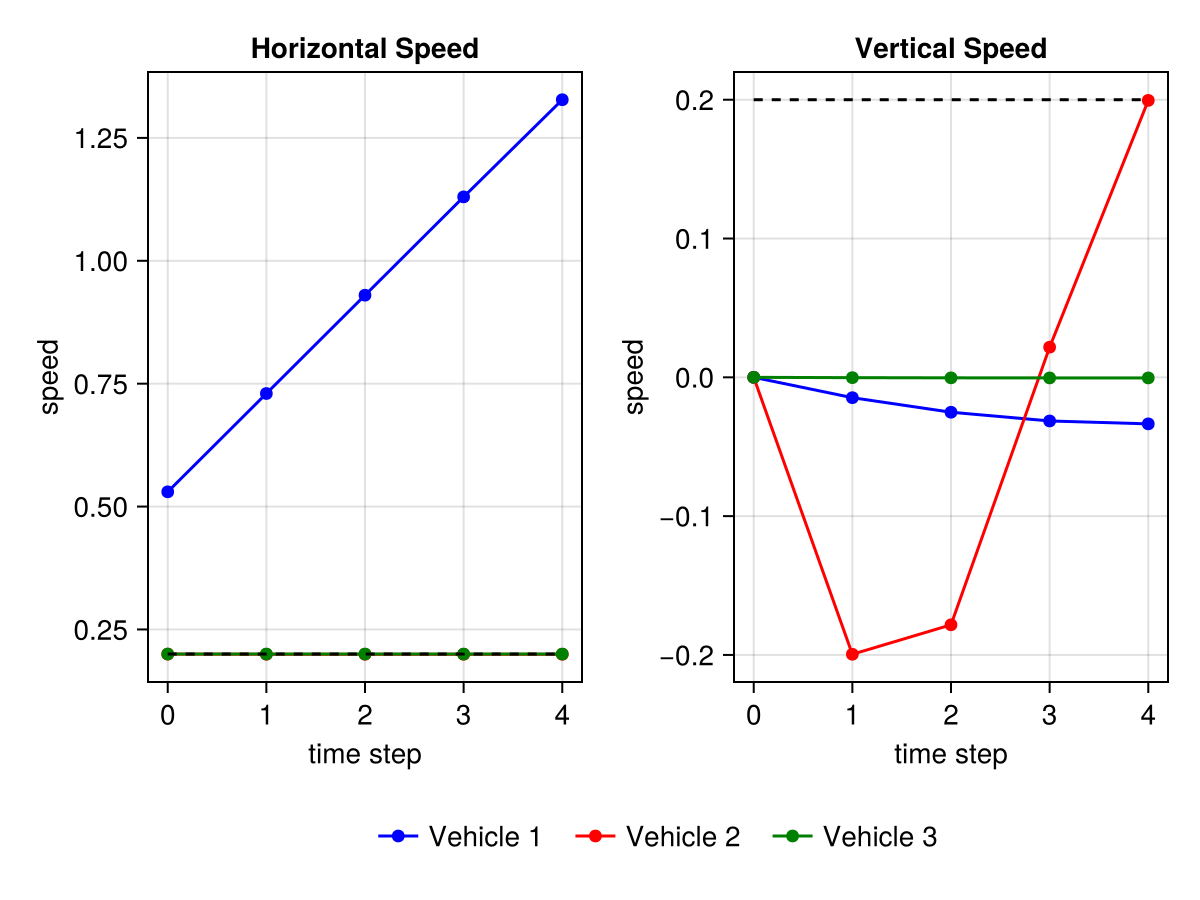 Horizontal Speed
1.25
1.00
0.75
0.50
0.25
speed
0 1 2 3 4
time step
Vertical Speed
0.2
0.1
0.0
−0.1
−0.2
speed
0 1 2 3 4
time step
Vehicle 1 Vehicle 2 Vehicle 3